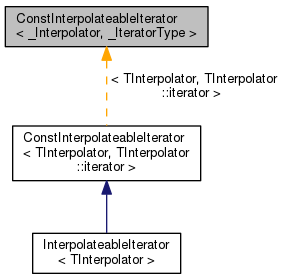 ConstInterpolateableIterator
< _Interpolator, _IteratorType >
< TInterpolator, TInterpolator
::iterator >
ConstInterpolateableIterator
< TInterpolator, TInterpolator
::iterator >
InterpolateableIterator
< TInterpolator >